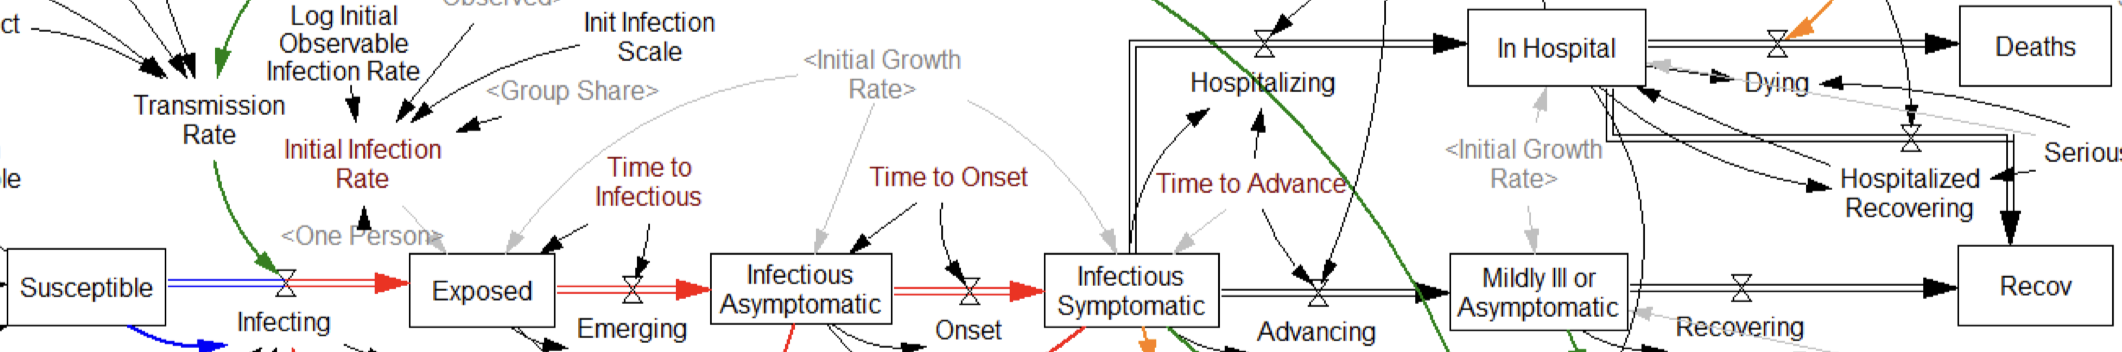 Observed>
Log Initial
Observable
Infection Rate
Init Infection
Scale
ct
<Initial Growth
Rate>
<Group Share>
Transmission
Rate
Initial Infection
Rate
<One Person>
Time to
Infectious
Time to Onset
Time to Advance
Hospitalizing
In Hospital
Dying
Deaths
<Initial Growth
Rate>
Hospitalized
Recovering
Serious
le
Susceptible
Infecting
Exposed
Emerging
Infectious
Asymptomatic
Onset
Infectious
Symptomatic
Advancing
Mildly Ill or
Asymptomatic
Recovering
Recov